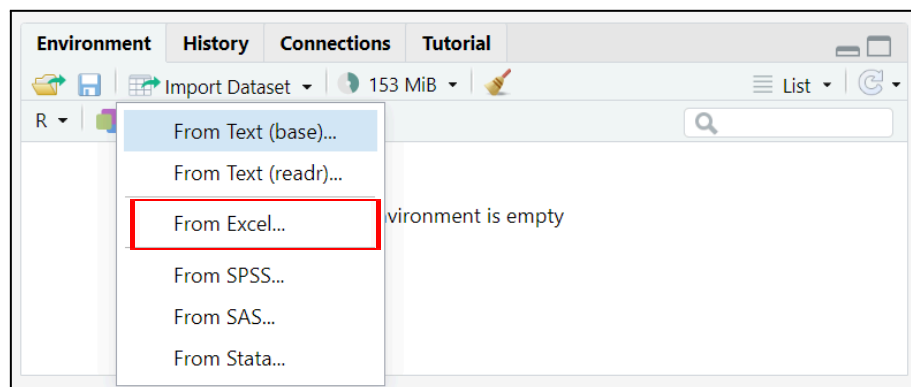 Environment History Connections Tutorial
Import Dataset 153 MiB List
R
From Text (base)...
From Text (readr)...
From Excel... vironment is empty
From SPSS...
From SAS...
From Stata...